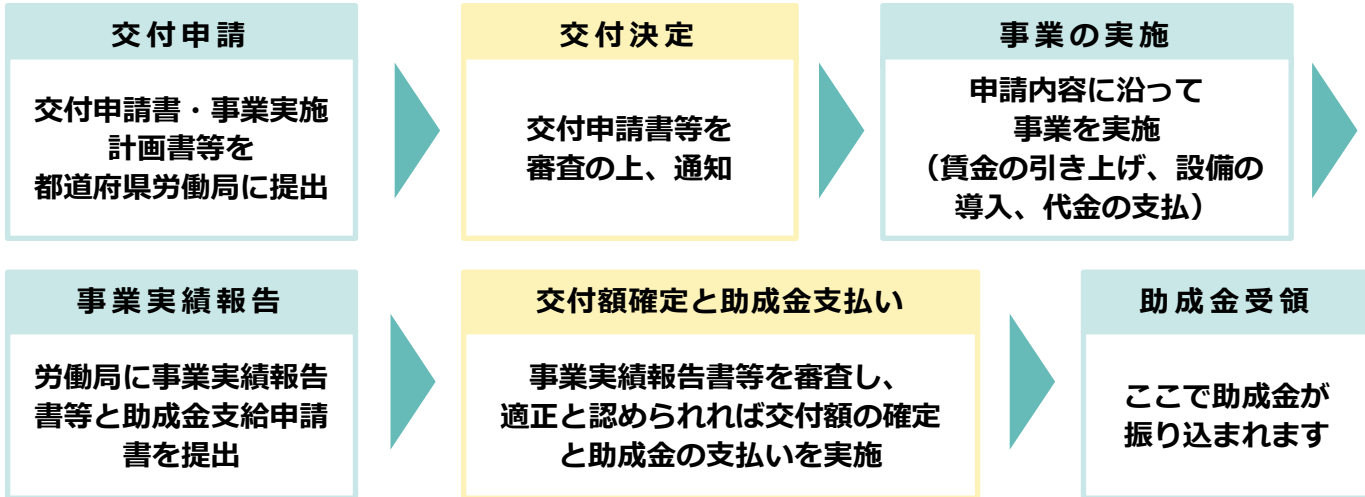 交付申請
交付申請書・事業実施
計画書等を
都道府県労働局に提出
交付決定
交付申請書等を
審査の上、通知
事業の実施
申請内容に沿って
事業を実施
（賃金の引き上げ、設備の
導入、代金の支払）
事業実績報告
労働局に事業実績報告
書等と助成金支給申請
書を提出
交付額確定と助成金支払い
事業実績報告書等を審査し、
適正と認められれば交付額の確定
と助成金の支払いを実施
助成金受領
ここで助成金が
振り込まれます